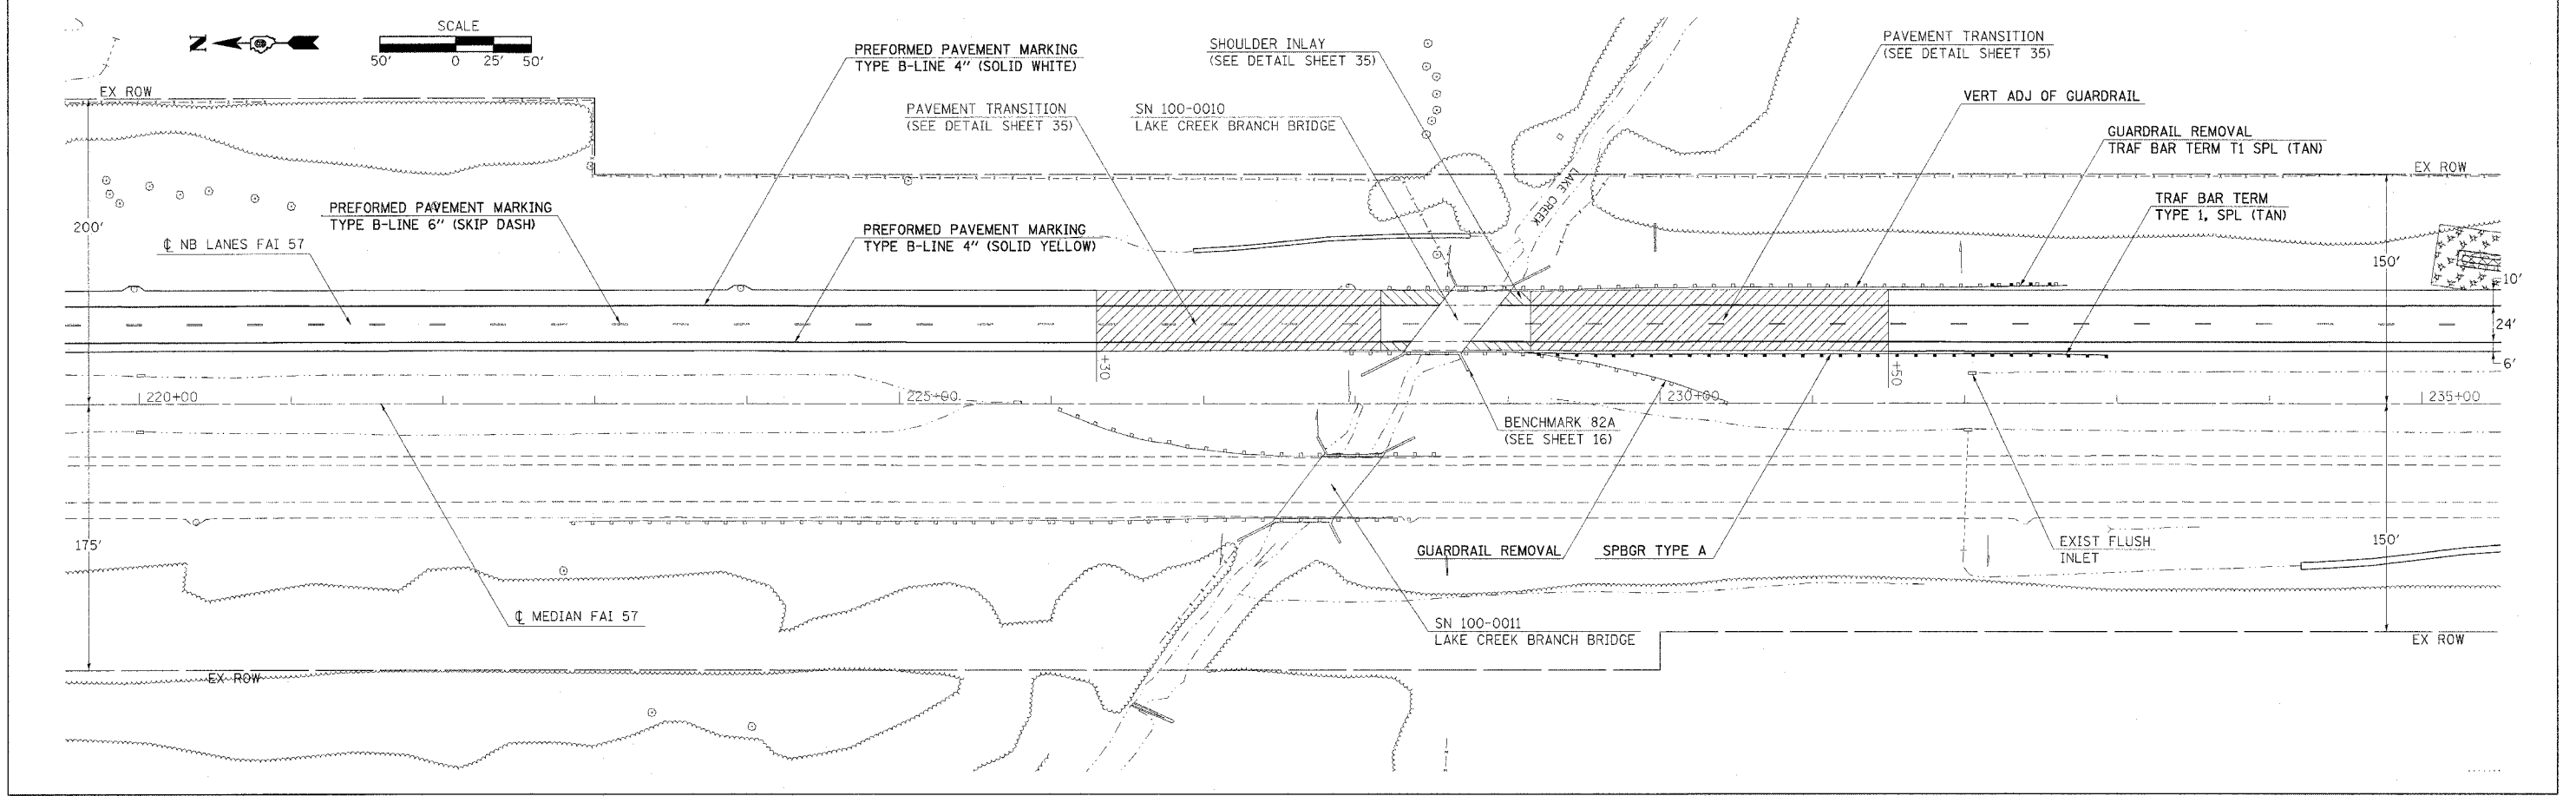 N
SCALE
50' 0 25' 50'
EX ROW
PREFORMED PAVEMENT MARKING
TYPE B-LINE 4" (SOLID WHITE)
SHOULDER INLAY
(SEE DETAIL SHEET 35)
PAVEMENT TRANSITION
(SEE DETAIL SHEET 35)
PAVEMENT TRANSITION
(SEE DETAIL SHEET 35)
SN 100-0010
LAKE CREEK BRANCH BRIDGE
VERT ADJ OF GUARDRAIL
GUARDRAIL REMOVAL
TRAF BAR TERM T1 SPL (TAN)
EX ROW
LAKE CREEK
PREFORMED PAVEMENT MARKING
TYPE B-LINE 6" (SKIP DASH)
TRAF BAR TERM
TYPE 1, SPL (TAN)
200'
℄ NB LANES FAI 57
PREFORMED PAVEMENT MARKING
TYPE B-LINE 4" (SOLID YELLOW)
150'
10'
24'
6'
+30
+50
220+00
225+00
230+00
235+00
BENCHMARK 82A
(SEE SHEET 16)
175'
GUARDRAIL REMOVAL
SPBGR TYPE A
EXIST FLUSH
INLET
150'
℄ MEDIAN FAI 57
SN 100-0011
LAKE CREEK BRANCH BRIDGE
EX ROW
EX ROW